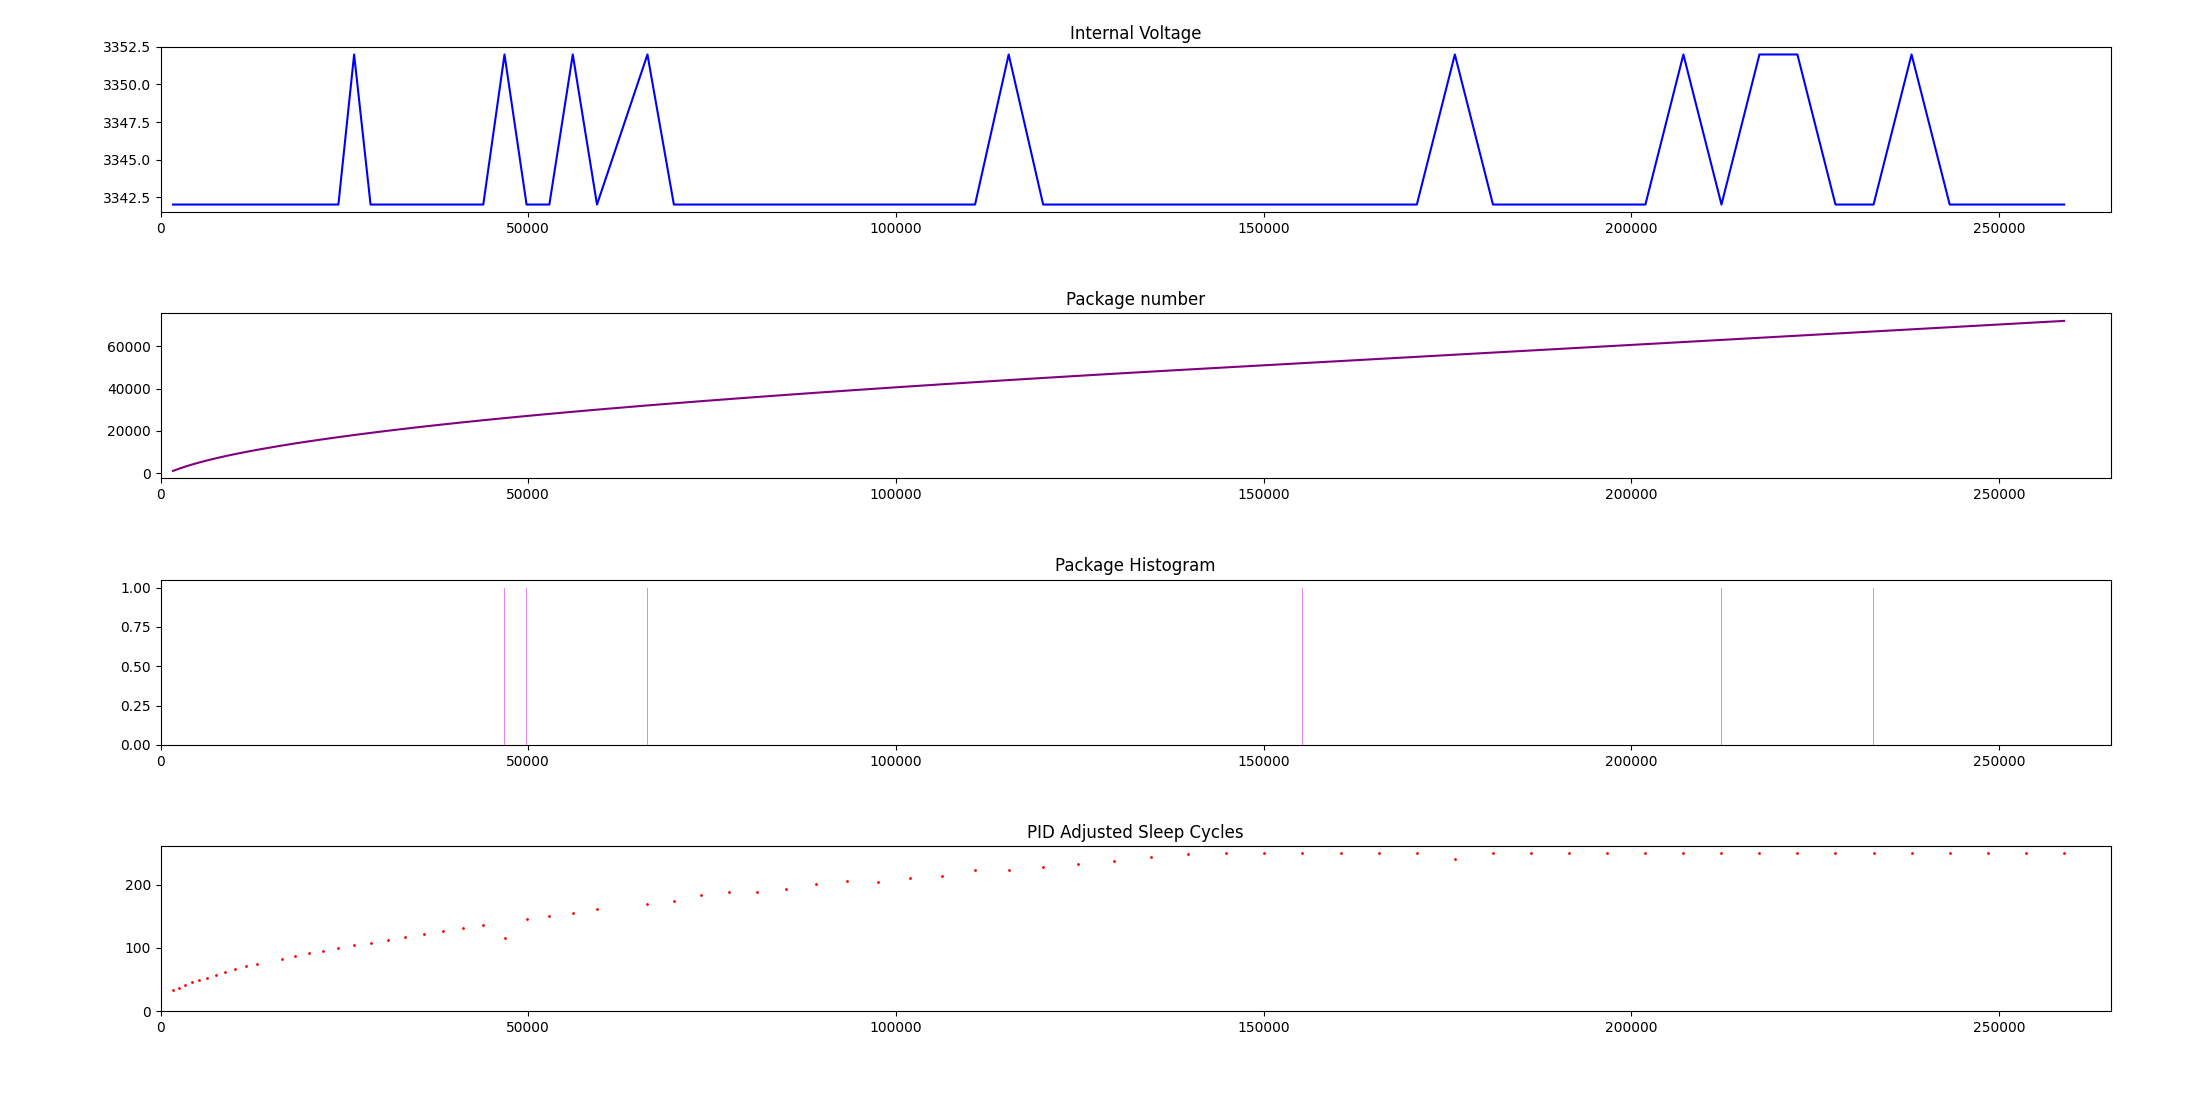 Internal Voltage
3352.5
3350.0
3347.5
3345.0
3342.5
0 50000 100000 150000 200000 250000
Package number
60000
40000
20000
0
0 50000 100000 150000 200000 250000
Package Histogram
1.00
0.75
0.50
0.25
0.00
0 50000 100000 150000 200000 250000
PID Adjusted Sleep Cycles
200
100
0
0 50000 100000 150000 200000 250000